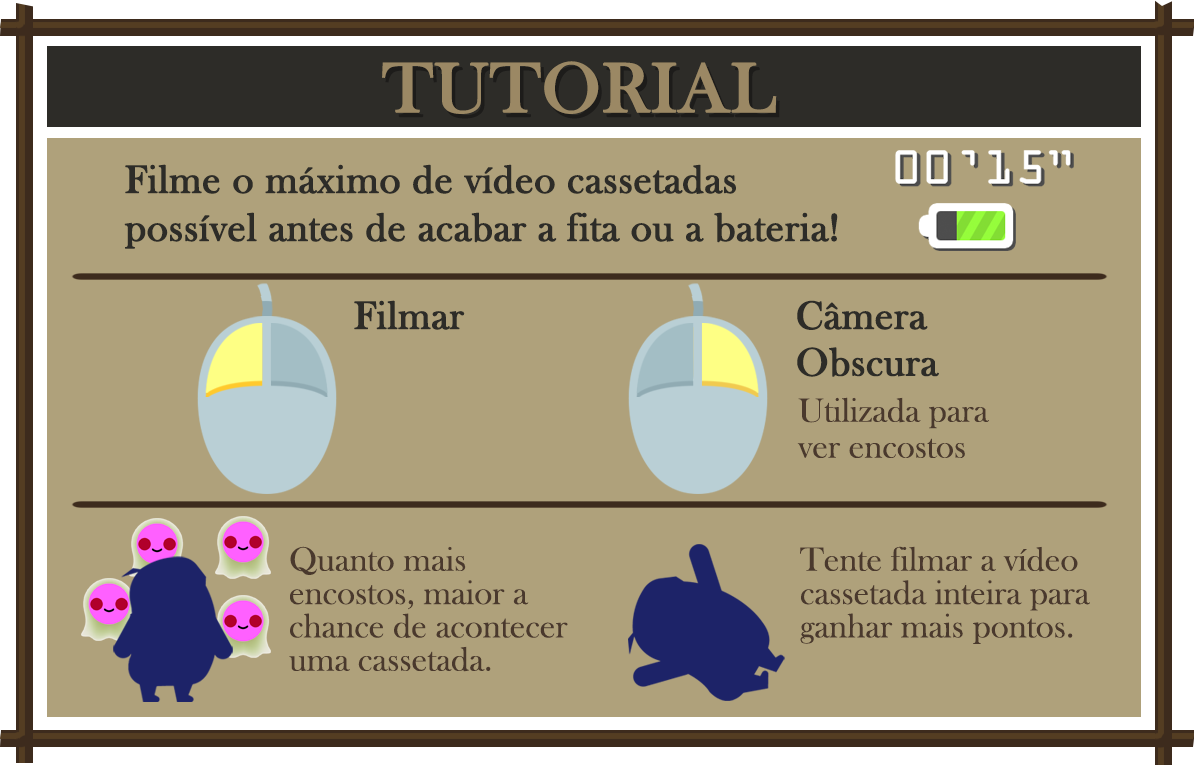 TUTORIAL
Filme o máximo de vídeo cassetadas
possível antes de acabar a fita ou a bateria!
00'15"
Filmar
Câmera
Obscura
Utilizada para
ver encostos
Quanto mais
encostos, maior a
chance de acontecer
uma cassetada.
Tente filmar a vídeo
cassetada inteira para
ganhar mais pontos.